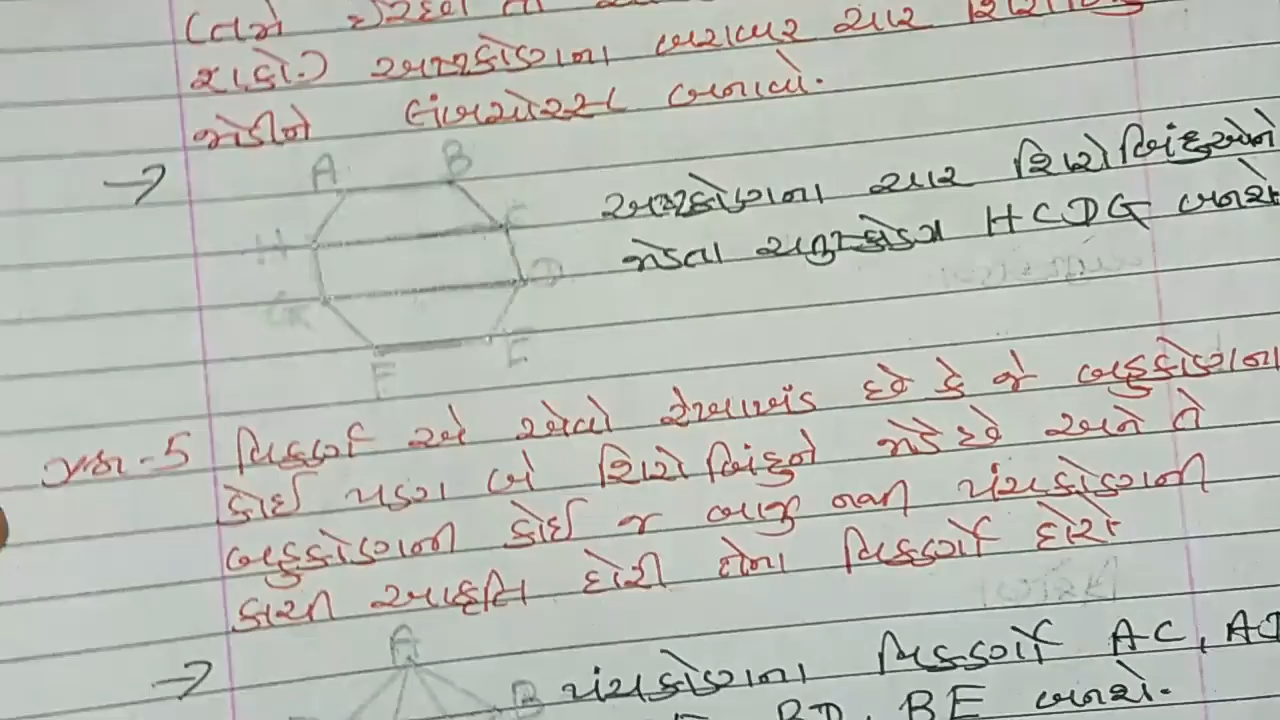 (તમે
શકો?) અષ્ટકોણના બરાબર ચાર
જોડીને લંબચોરસ બનાવો.
→ A B
અષ્ટકોણના ચાર શિરોબિંદુઓને
H C
જોડતા ચતુષ્કોણ HCDG બનશે
G D
F E
પ્રશ્ન-5 વિકર્ણ એ એવો રેખાખંડ હોય છે કે જે બહુકોણના
કોઈ પણ બે શિરોબિંદુને જોડે છે અને તે
બહુકોણની કોઈ જ બાજુ નથી પંચકોણની
કાચી આકૃતિ દોરી તેના વિકર્ણ દોરો
→ A
પંચકોણના વિકર્ણ AC, AD
B
BD, BE બનશે.